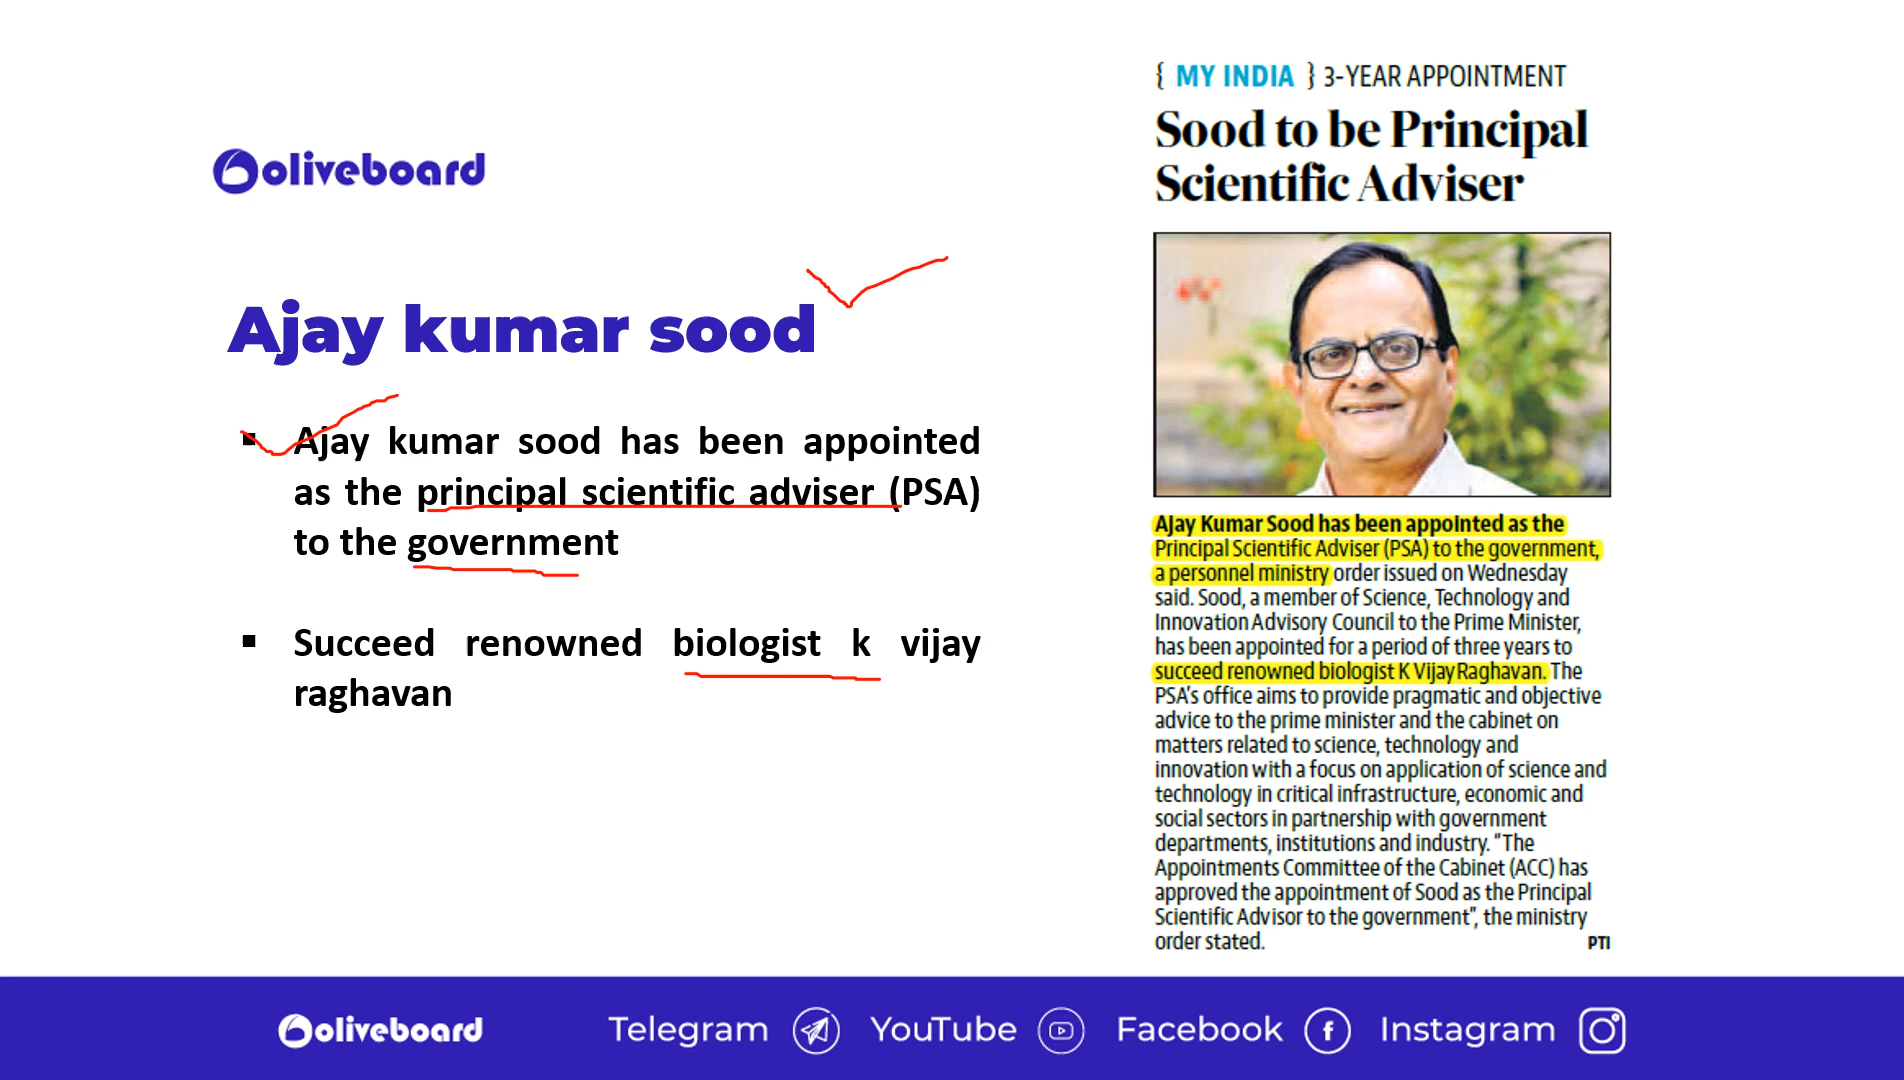 oliveboard
Ajay kumar sood
▪ Ajay kumar sood has been appointed
as the principal scientific adviser (PSA)
to the government
▪ Succeed renowned biologist k vijay
raghavan
{ MY INDIA } 3-YEAR APPOINTMENT
Sood to be Principal
Scientific Adviser
Ajay Kumar Sood has been appointed as the
Principal Scientific Adviser (PSA) to the government,
a personnel ministry order issued on Wednesday
said. Sood, a member of Science, Technology and
Innovation Advisory Council to the Prime Minister,
has been appointed for a period of three years to
succeed renowned biologist K VijayRaghavan. The
PSA's office aims to provide pragmatic and objective
advice to the prime minister and the cabinet on
matters related to science, technology and
innovation with a focus on application of science and
technology in critical infrastructure, economic and
social sectors in partnership with government
departments, institutions and industry. "The
Appointments Committee of the Cabinet (ACC) has
approved the appointment of Sood as the Principal
Scientific Advisor to the government", the ministry
order stated. PTI
oliveboard Telegram YouTube Facebook Instagram